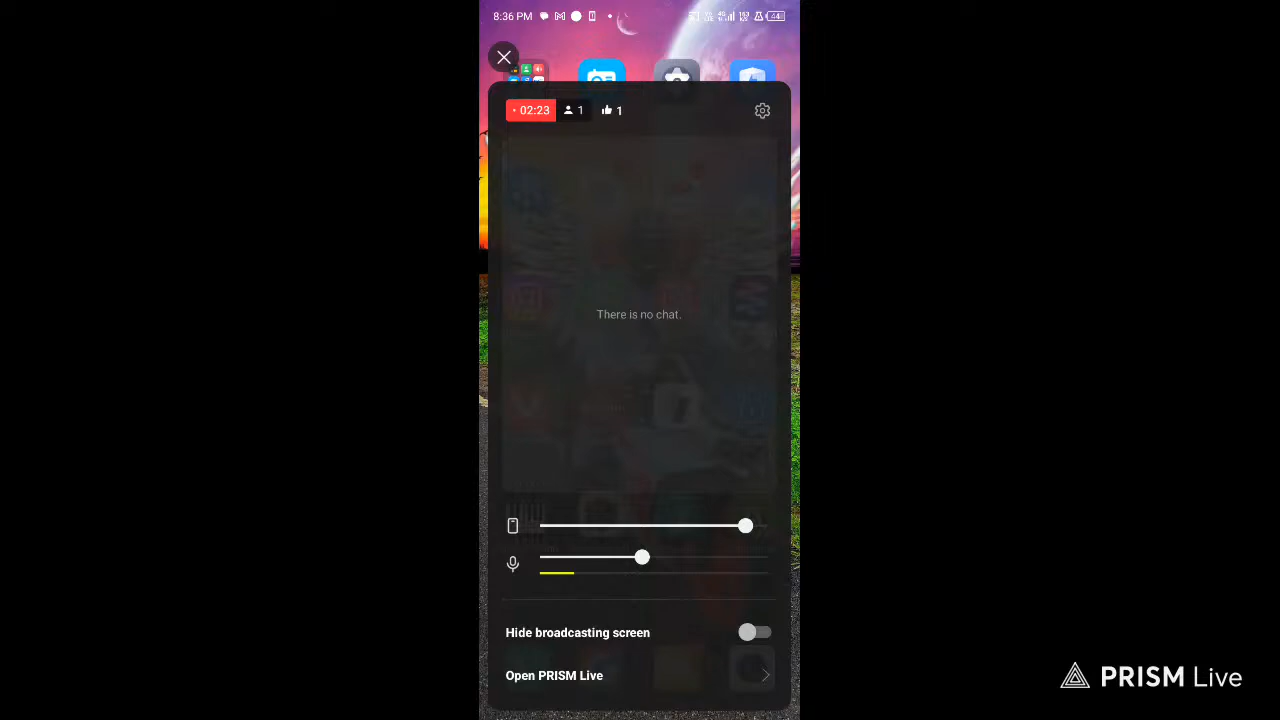 8:36 PM
44
02:23 1 1
There is no chat.
Hide broadcasting screen
Open PRISM Live
PRISM Live